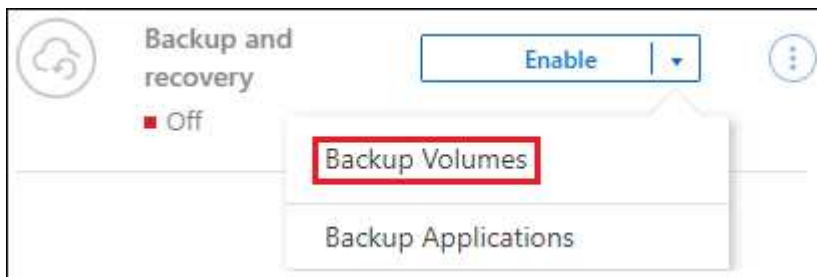 Backup and
recovery
Enable
Off
Backup Volumes
Backup Applications